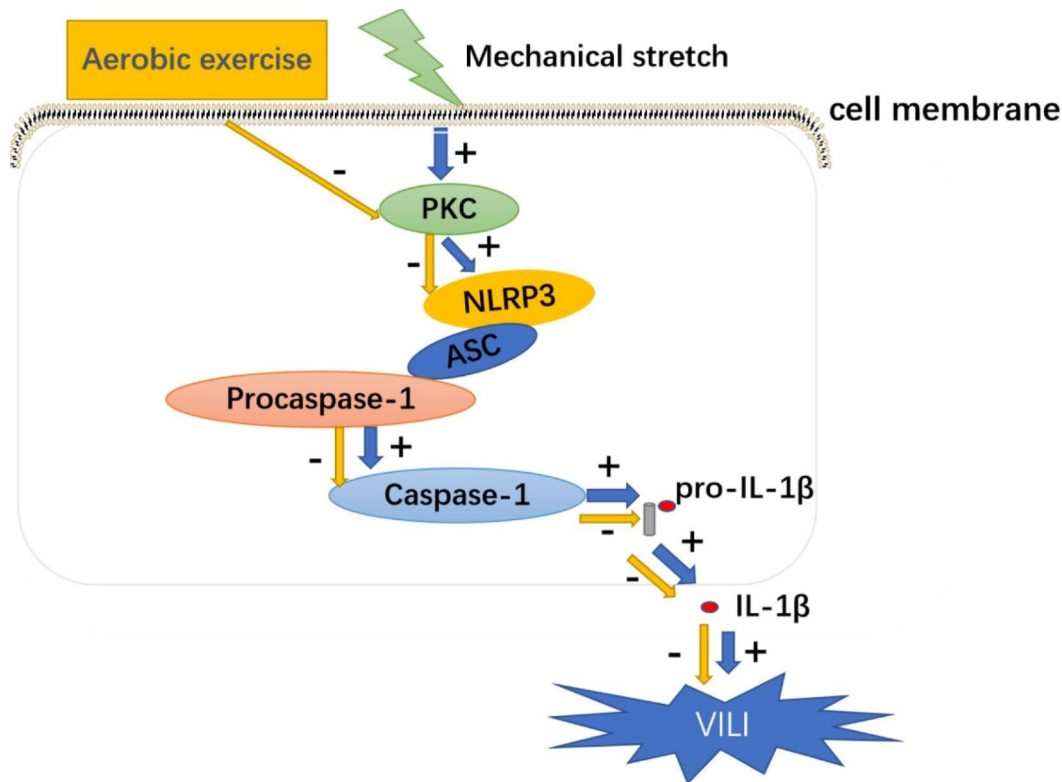 Aerobic exercise
Mechanical stretch
cell membrane
+
-
PKC
+
-
NLRP3
ASC
Procaspase-1
+
-
Caspase-1
+
pro-IL-1β
-
+
-
IL-1β
-
+
VILI